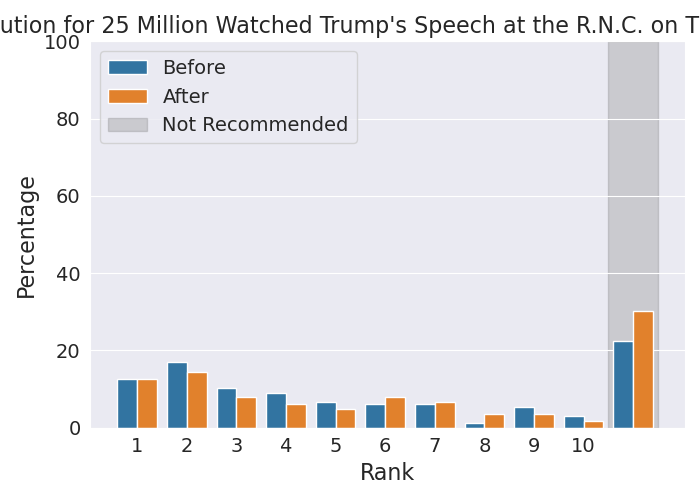 ution for 25 Million Watched Trump's Speech at the R.N.C. on T
100
80
60
40
20
0
Percentage
Before
After
Not Recommended
1 2 3 4 5 6 7 8 9 10
Rank